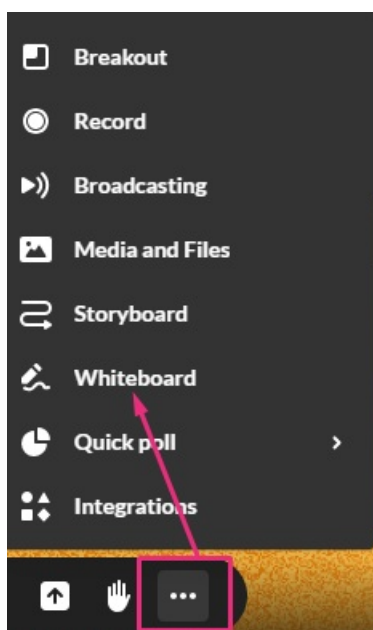 Breakout
Record
Broadcasting
Media and Files
Storyboard
Whiteboard
Quick poll
Integrations